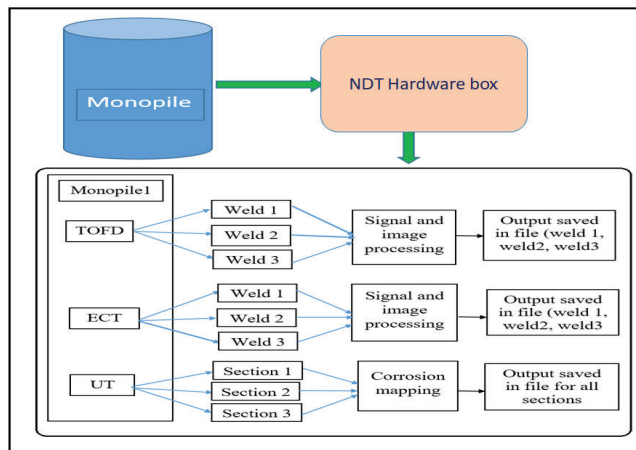 Monopile
NDT Hardware box
Monopile1
TOFD
Weld 1
Weld 2
Weld 3
Signal and
image
processing
Output saved
in file (weld 1,
weld2, weld3
ECT
Weld 1
Weld 2
Weld 3
Signal and
image
processing
Output saved
in file (weld 1,
weld2, weld3
UT
Section 1
Section 2
Section 3
Corrosion
mapping
Output saved
in file for all
sections